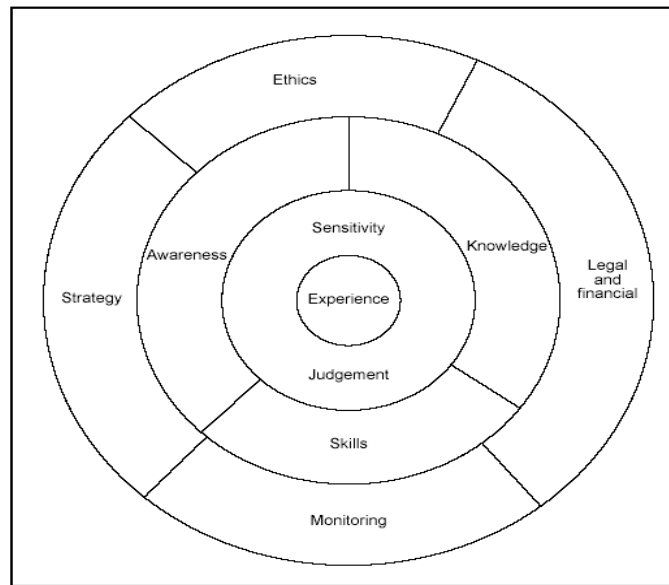 Ethics
Sensitivity
Awareness
Knowledge
Legal
and
financial
Strategy
Experience
Judgement
Skills
Monitoring